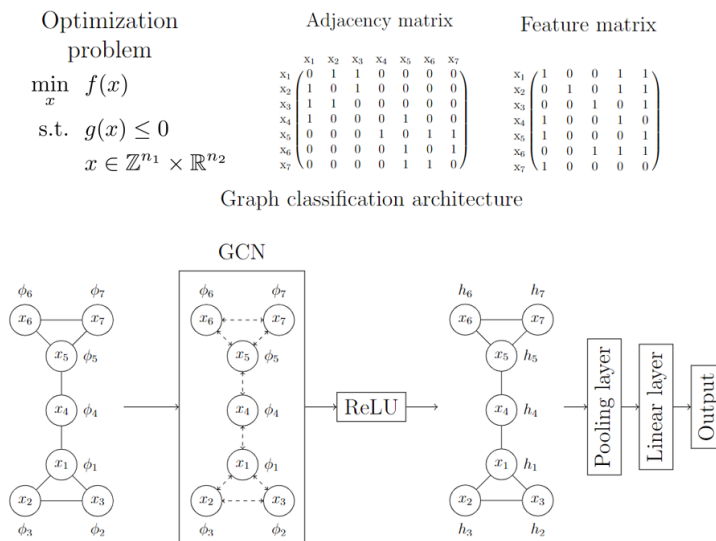 Optimization
problem
min f(x)
x
s.t. g(x) ≤ 0
x ∈ ℤ^{n₁} × ℝ^{n₂}
Adjacency matrix
x₁ x₂ x₃ x₄ x₅ x₆ x₇
x₁ 0 1 1 0 0 0 0
x₂ 1 0 1 0 0 0 0
x₃ 1 1 0 0 0 0 0
x₄ 1 0 0 0 1 0 0
x₅ 0 0 0 1 0 1 1
x₆ 0 0 0 0 1 0 1
x₇ 0 0 0 0 1 1 0
Feature matrix
x₁ 1 0 0 1 1
x₂ 0 1 0 1 1
x₃ 0 0 1 0 1
x₄ 1 0 0 1 0
x₅ 1 0 0 0 1
x₆ 0 0 1 1 1
x₇ 1 0 0 0 0
Graph classification architecture
ϕ₆ ϕ₇
x₆ x₇
x₅ ϕ₅
x₄ ϕ₄
x₁ ϕ₁
x₂ x₃
ϕ₃ ϕ₂
GCN
ϕ₆ ϕ₇
x₆ x₇
x₅ ϕ₅
x₄ ϕ₄
x₁ ϕ₁
x₂ x₃
ϕ₃ ϕ₂
ReLU
h₆ h₇
x₆ x₇
x₅ h₅
x₄ h₄
x₁ h₁
x₂ x₃
h₃ h₂
Pooling layer
Linear layer
Output